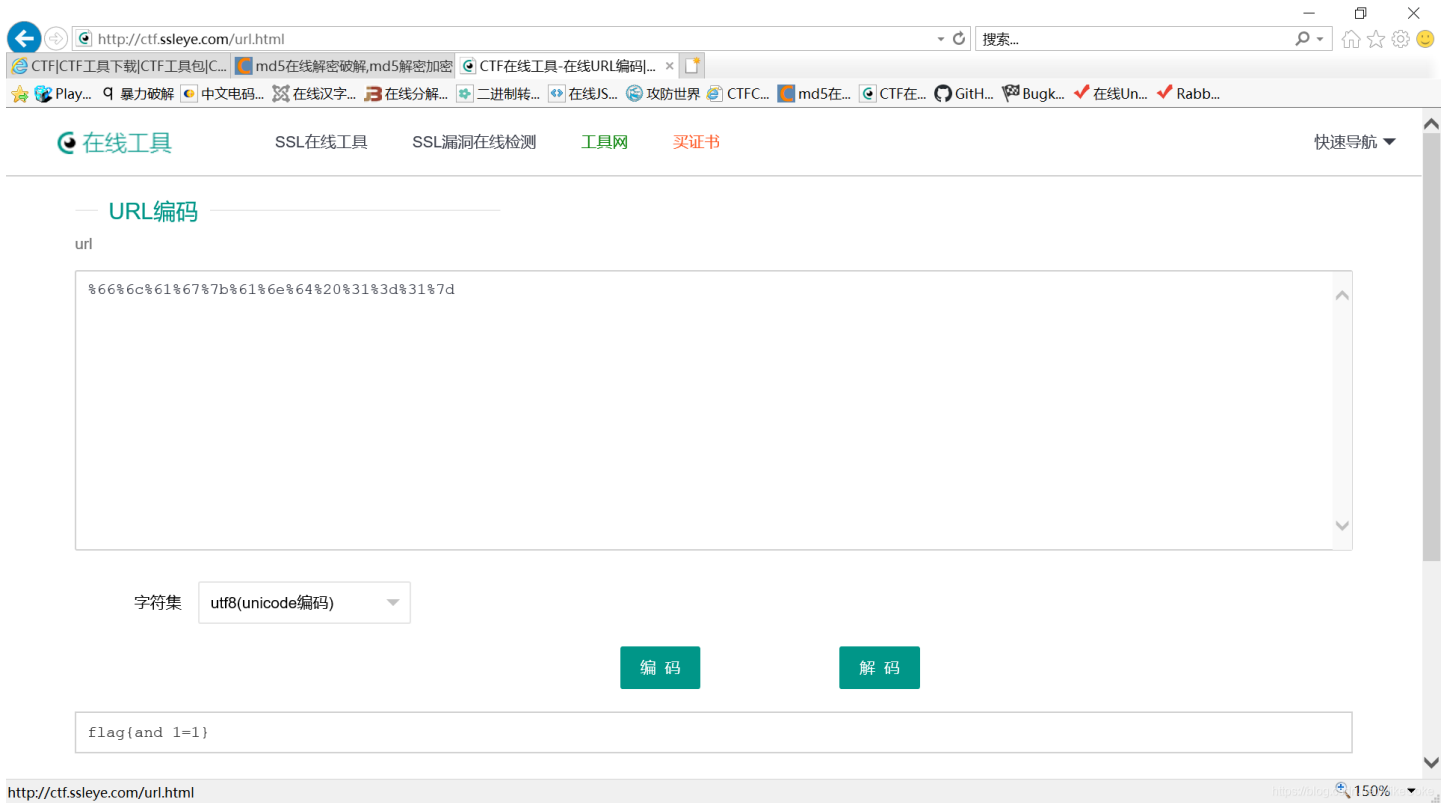 http://ctf.ssleye.com/url.html
搜索...
CTF|CTF工具下载|CTF工具包|C...
md5在线解密破解,md5解密加密
CTF在线工具-在线URL编码|...
Play... 暴力破解 中文电码... 在线汉字... 在线分解... 二进制转... 在线JS... 攻防世界 CTFC... md5在... CTF在... GitH... Bugk... 在线Un... Rabb...
在线工具 SSL在线工具 SSL漏洞在线检测 工具网 买证书 快速导航
URL编码
url
%66%6c%61%67%7b%61%6e%64%20%31%3d%31%7d
字符集 utf8(unicode编码)
编 码 解 码
flag{and 1=1}
http://ctf.ssleye.com/url.html
150%